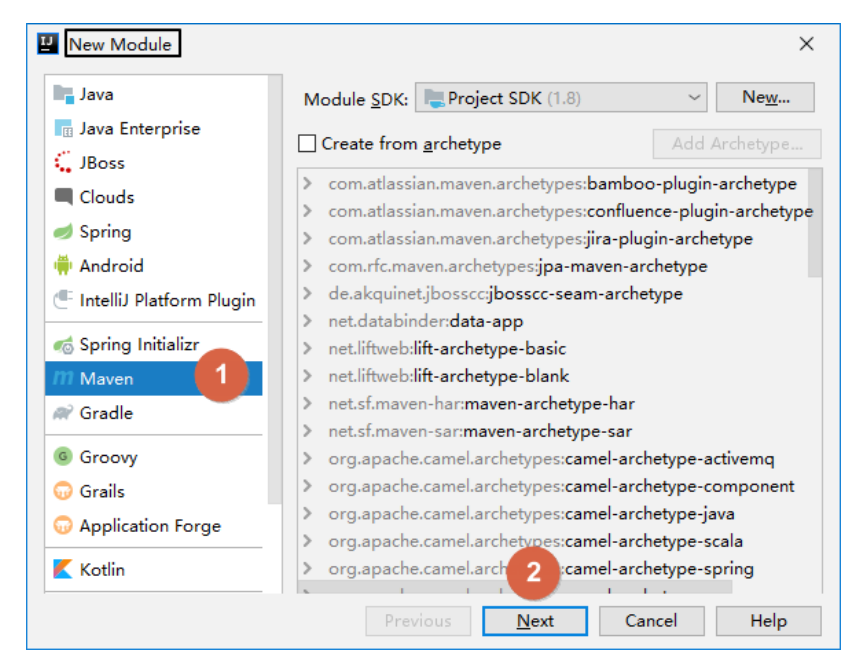 New Module
Java
Java Enterprise
JBoss
Clouds
Spring
Android
IntelliJ Platform Plugin
Spring Initializr
Maven
1
Gradle
Groovy
Grails
Application Forge
Kotlin
Module SDK: Project SDK (1.8) New...
Create from archetype Add Archetype...
com.atlassian.maven.archetypes:bamboo-plugin-archetype
com.atlassian.maven.archetypes:confluence-plugin-archetype
com.atlassian.maven.archetypes:jira-plugin-archetype
com.rfc.maven.archetypes:jpa-maven-archetype
de.akquinet.jbosscc:jbosscc-seam-archetype
net.databinder:data-app
net.liftweb:lift-archetype-basic
net.liftweb:lift-archetype-blank
net.sf.maven-har:maven-archetype-har
net.sf.maven-sar:maven-archetype-sar
org.apache.camel.archetypes:camel-archetype-activemq
org.apache.camel.archetypes:camel-archetype-component
org.apache.camel.archetypes:camel-archetype-java
org.apache.camel.archetypes:camel-archetype-scala
org.apache.camel.arch :camel-archetype-spring
2
Previous Next Cancel Help